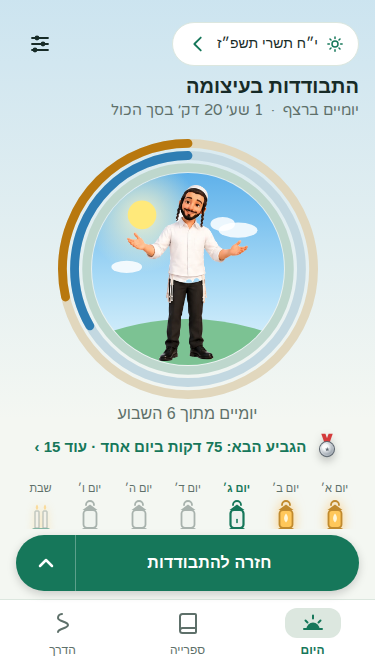 י״ח תשרי תשפ״ז
התבודדות בעיצומה
יומיים ברצף · 1 שע׳ 20 דק׳ בסך הכול
יומיים מתוך 6 השבוע
הגביע הבא: 75 דקות ביום אחד · עוד 15 ›
יום א׳ יום ב׳ יום ג׳ יום ד׳ יום ה׳ יום ו׳ שבת
חזרה להתבודדות
היום ספרייה הדרך